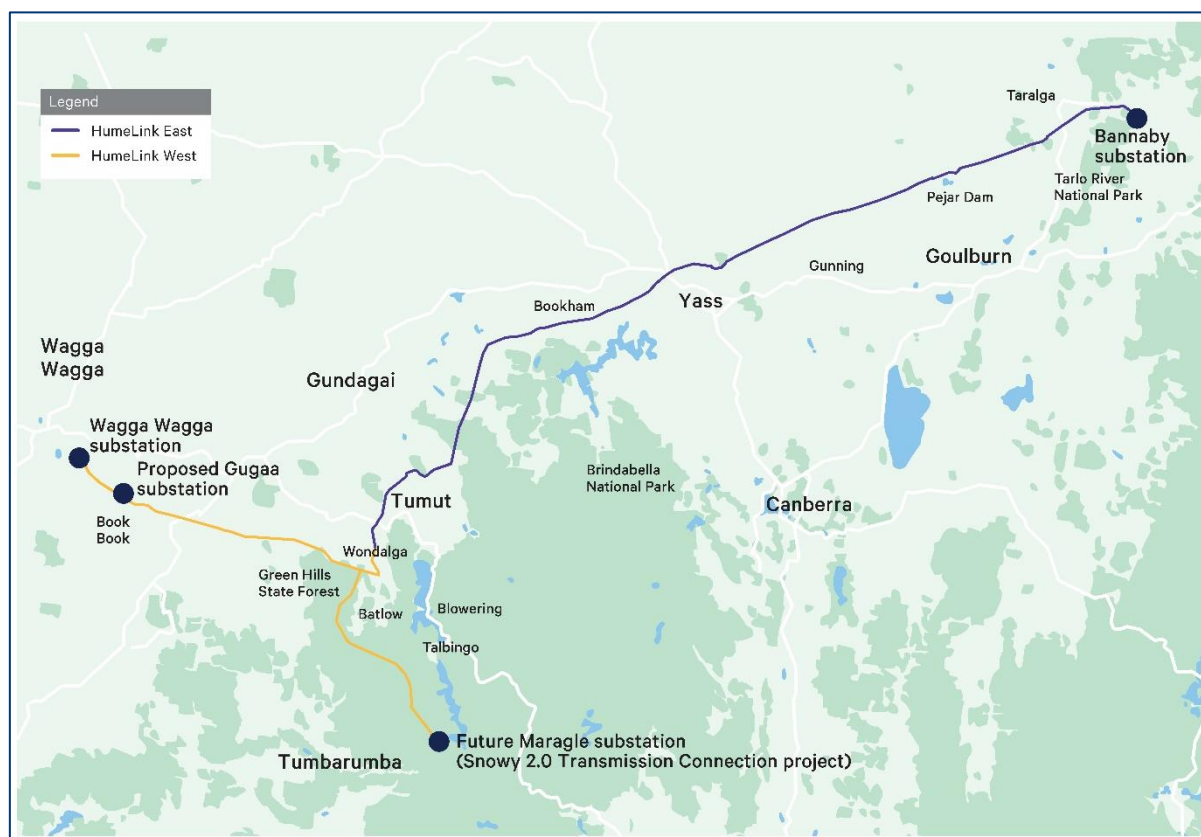 Legend
HumeLink East
HumeLink West
Taralga
Bannaby
substation
Tarlo River
National Park
Pejar Dam
Goulburn
Gunning
Yass
Bookham
Wagga
Wagga
Gundagai
Wagga Wagga
substation
Proposed Gugaa
substation
Brindabella
National Park
Tumut
Canberra
Book
Book
Wondalga
Green Hills
State Forest
Batlow
Blowering
Talbingo
Future Maragle substation
(Snowy 2.0 Transmission Connection project)
Tumbarumba